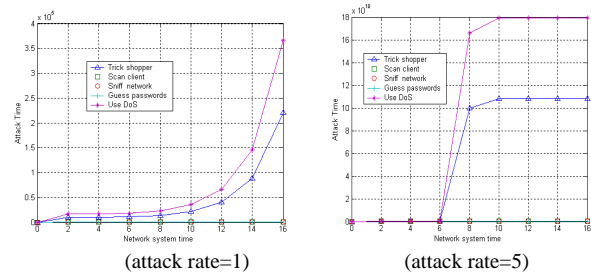 4 x 10^6
3.5
3
2.5
2
1.5
1
0.5
0
Attack Time
Trick shopper
Scan client
Sniff network
Guess passwords
Use DoS
0 2 4 6 8 10 12 14 16
Network system time
(attack rate=1)
18 x 10^19
16
14
12
10
8
6
4
2
0
Attack Time
Trick shopper
Scan client
Sniff network
Guess passwords
Use DoS
0 2 4 6 8 10 12 14 16
Network system time
(attack rate=5)